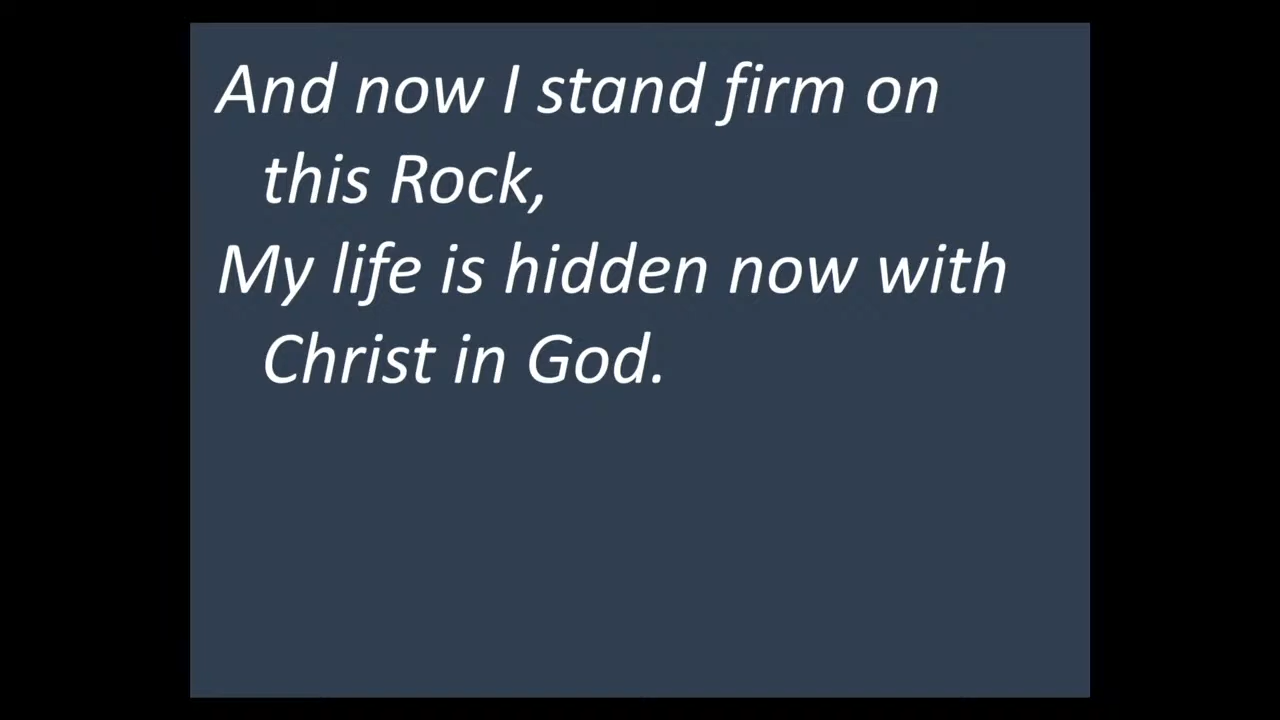 And now I stand firm on
this Rock,
My life is hidden now with
Christ in God.